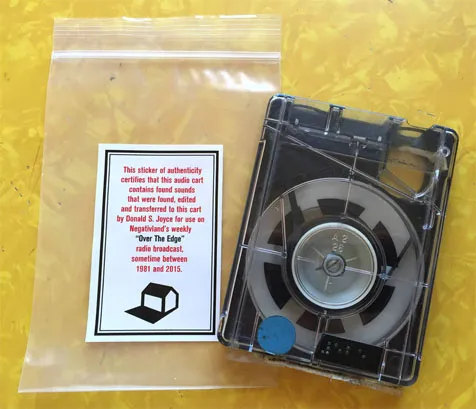 This sticker of authenticity
certifies that this audio cart
contains found sounds
that were found, edited
and transferred to this cart
by Donald S. Joyce for use on
Negativland's weekly
"Over The Edge"
radio broadcast,
sometime between
1981 and 2015.